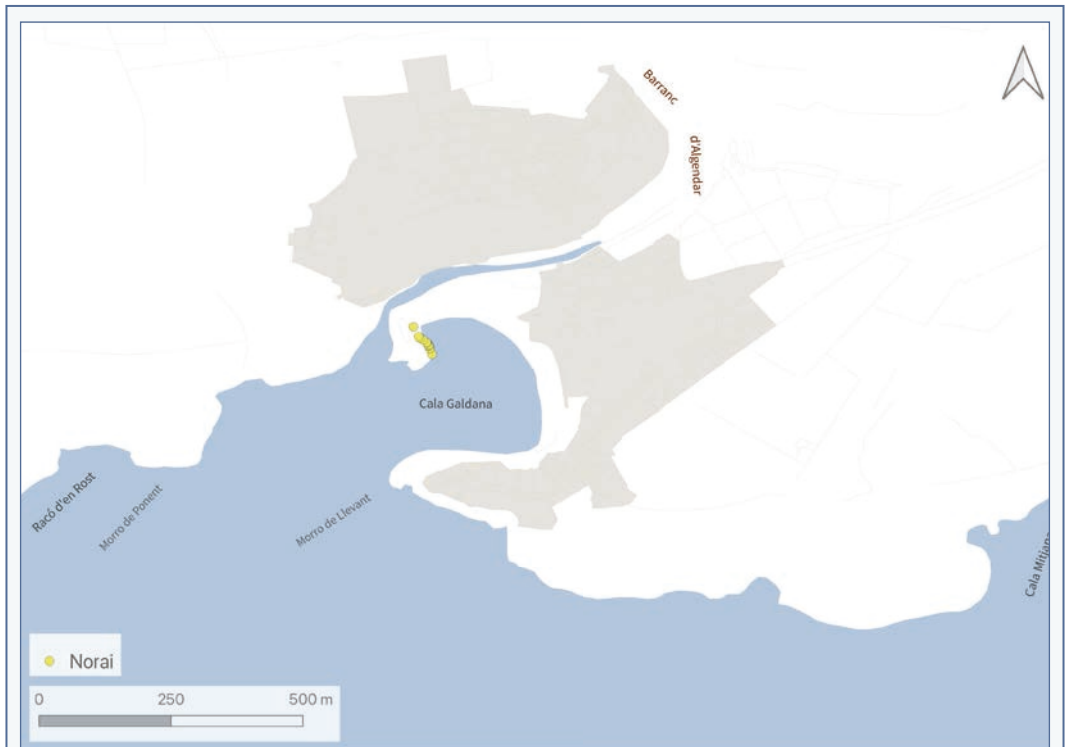 Barranc
d'Algendar
Cala Galdana
Racó d'en Rost
Morro de Ponent
Morro de Llevant
Cala Mitjana
Norai
0 250 500 m